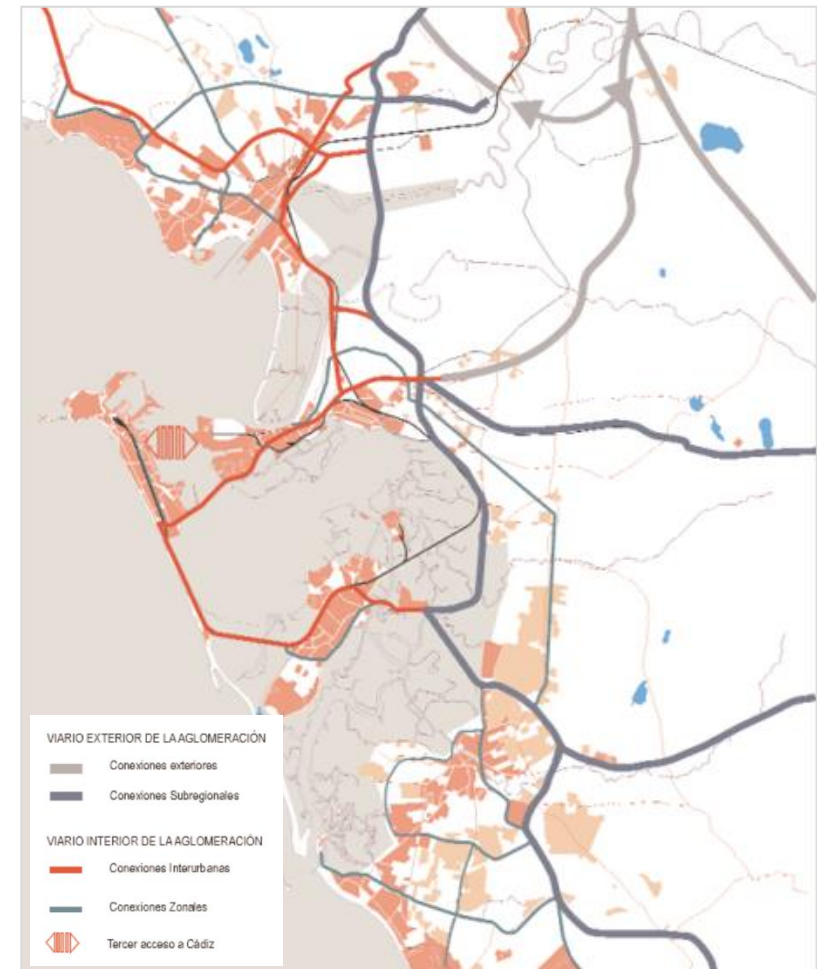 VIARIO EXTERIOR DE LA AGLOMERACIÓN
Conexiones exteriores
Conexiones Subregionales
VIARIO INTERIOR DE LA AGLOMERACIÓN
Conexiones Interurbanas
Conexiones Zonales
Tercer acceso a Cádiz